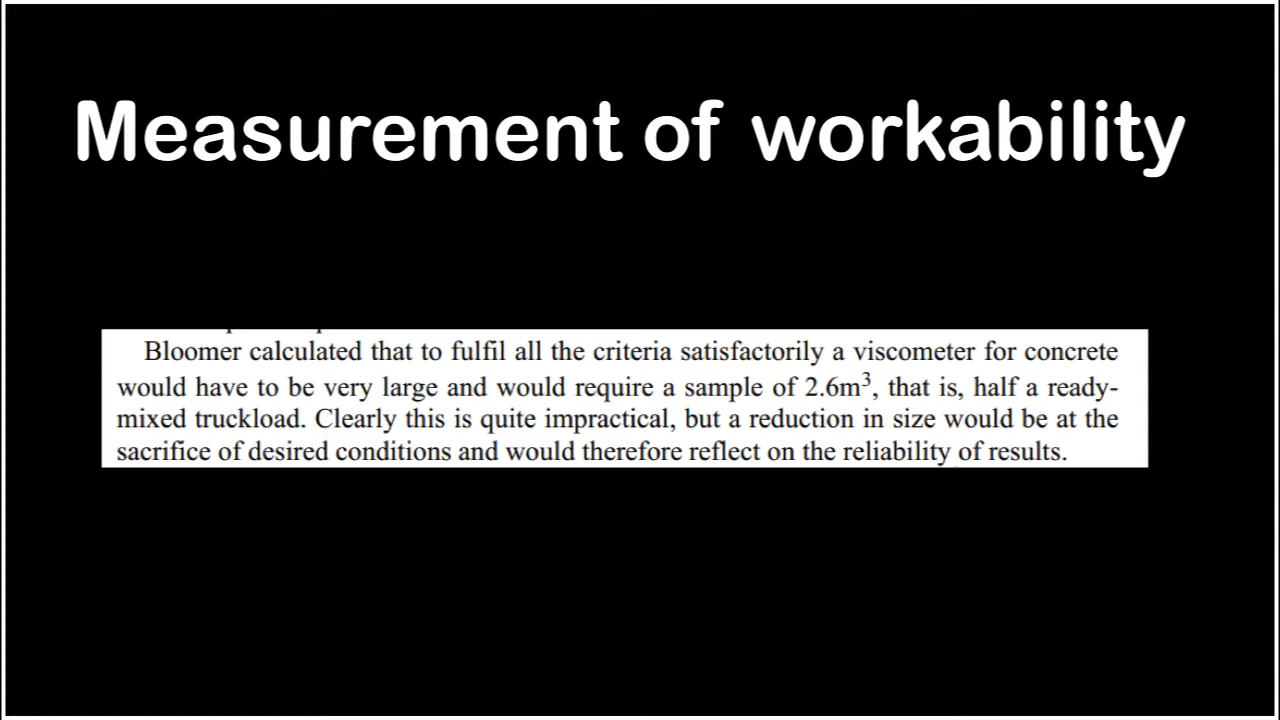 Measurement of workability
Bloomer calculated that to fulfil all the criteria satisfactorily a viscometer for concrete
would have to be very large and would require a sample of 2.6m³, that is, half a ready-
mixed truckload. Clearly this is quite impractical, but a reduction in size would be at the
sacrifice of desired conditions and would therefore reflect on the reliability of results.